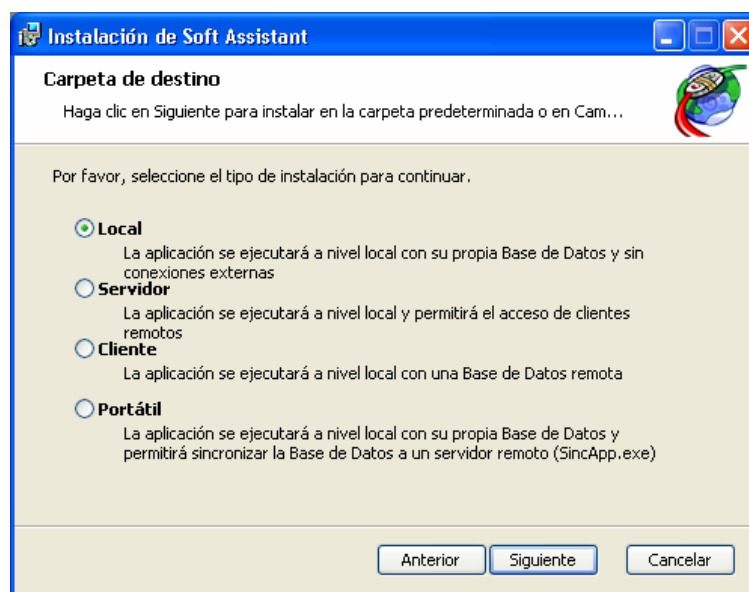 Instalación de Soft Assistant
Carpeta de destino
Haga clic en Siguiente para instalar en la carpeta predeterminada o en Cam...
Por favor, seleccione el tipo de instalación para continuar.
Local
La aplicación se ejecutará a nivel local con su propia Base de Datos y sin
conexiones externas
Servidor
La aplicación se ejecutará a nivel local y permitirá el acceso de clientes
remotos
Cliente
La aplicación se ejecutará a nivel local con una Base de Datos remota
Portátil
La aplicación se ejecutará a nivel local con su propia Base de Datos y
permitirá sincronizar la Base de Datos a un servidor remoto (SincApp.exe)
Anterior Siguiente Cancelar